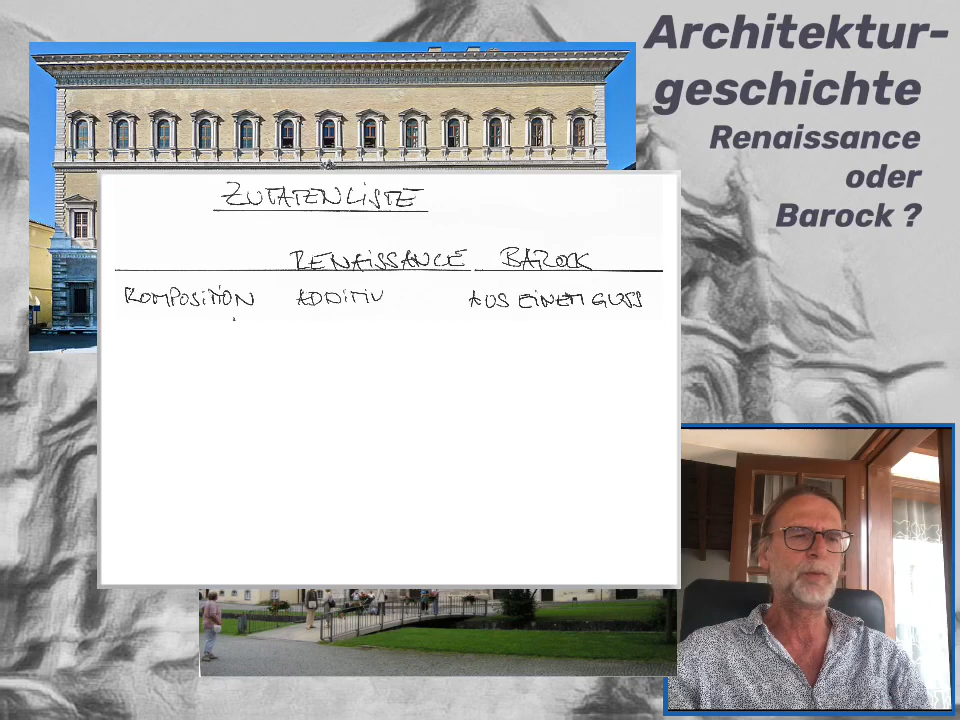 Architektur-
geschichte
Renaissance
oder
Barock ?
ZUTATENLISTE
RENAISSANCE BAROCK
KOMPOSITION ADDITIV AUS EINEM GUSS